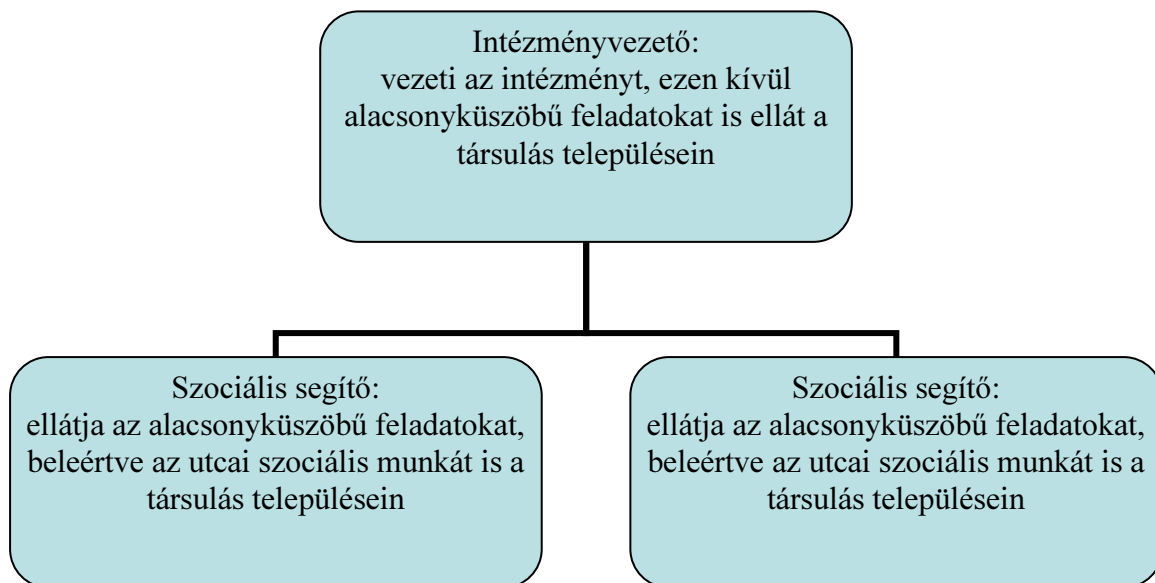 Intézményvezető:
vezeti az intézményt, ezen kívül
alacsonyküszöbű feladatokat is ellát a
társulás településein
Szociális segítő:
ellátja az alacsonyküszöbű feladatokat,
beleértve az utcai szociális munkát is a
társulás településein
Szociális segítő:
ellátja az alacsonyküszöbű feladatokat,
beleértve az utcai szociális munkát is a
társulás településein